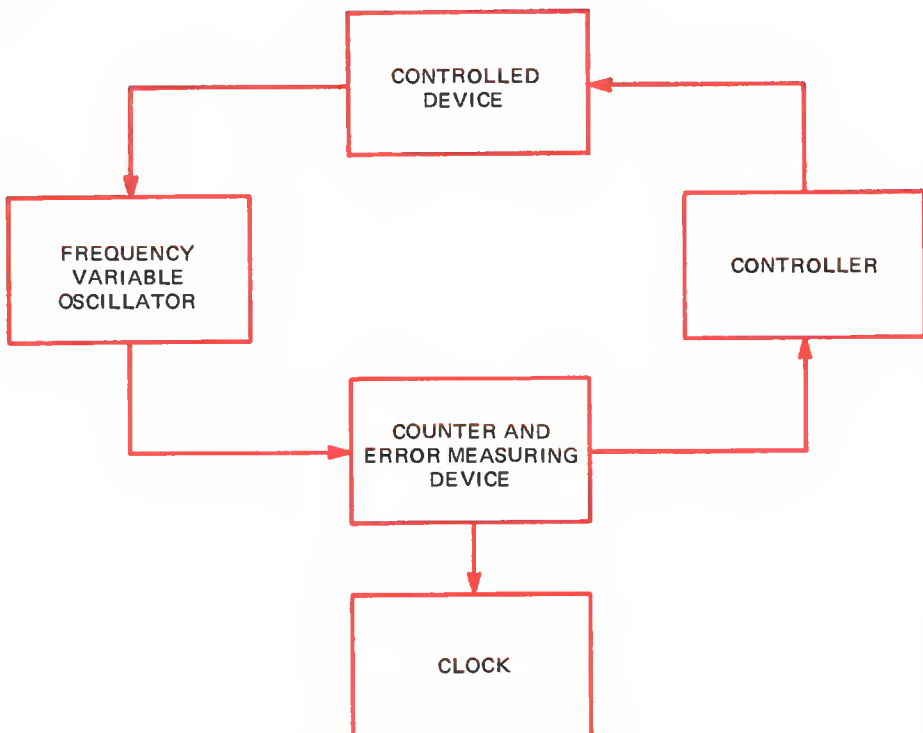 CONTROLLED
DEVICE
FREQUENCY
VARIABLE
OSCILLATOR
CONTROLLER
COUNTER AND
ERROR MEASURING
DEVICE
CLOCK